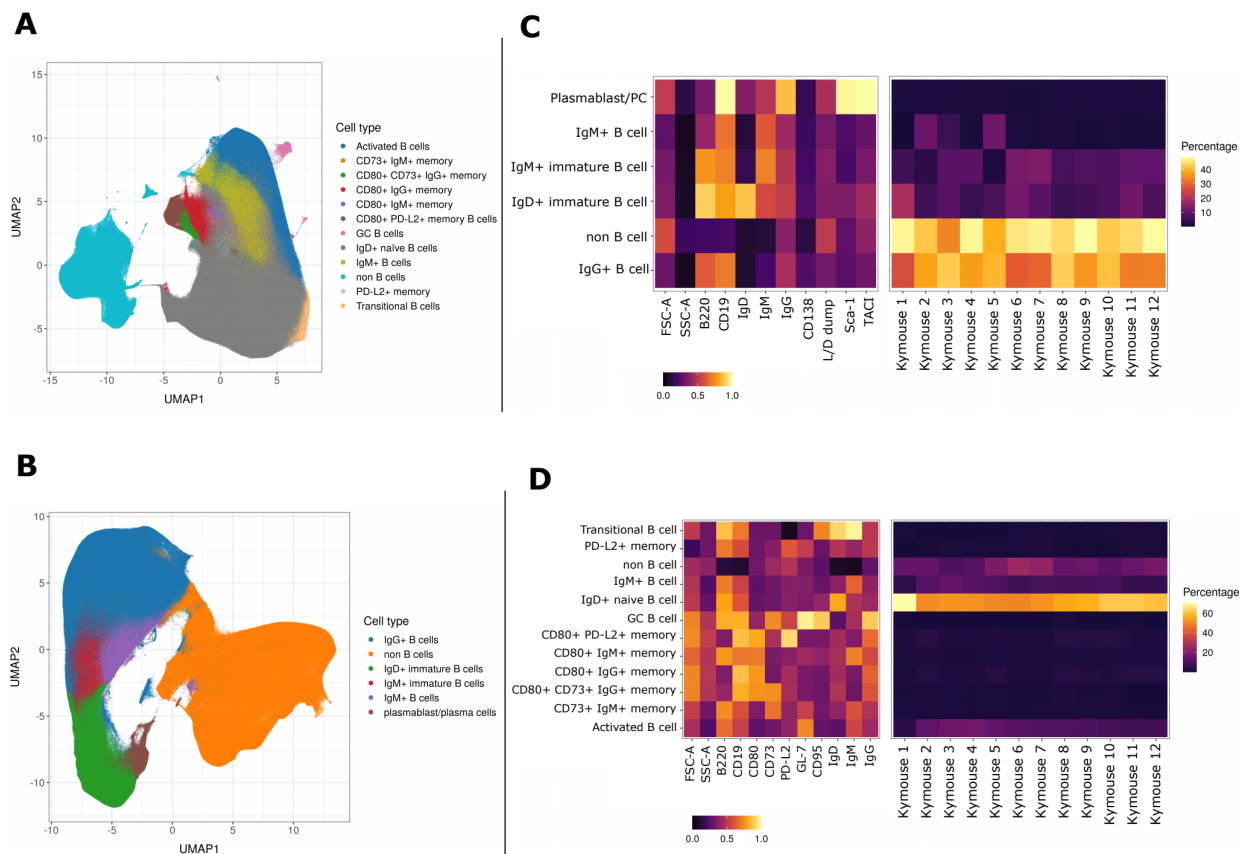 A
15
10
5
0
-5
-15
-10
-5
0
5
UMAP2
UMAP1
Cell type
Activated B cells
CD73+ IgM+ memory
CD80+ CD73+ IgG+ memory
CD80+ IgG+ memory
CD80+ IgM+ memory
CD80+ PD-L2+ memory B cells
GC B cells
IgD+ naïve B cells
IgM+ B cells
non B cells
PD-L2+ memory
Transitional B cells
C
Plasmablast/PC
IgM+ B cell
IgM+ immature B cell
IgD+ immature B cell
non B cell
IgG+ B cell
FSC-A
SSC-A
B220
CD19
IgD
IgM
IgG
CD138
L/D dump
Sca-1
TACI
0.0 0.5 1.0
Kymouse 1
Kymouse 2
Kymouse 3
Kymouse 4
Kymouse 5
Kymouse 6
Kymouse 7
Kymouse 8
Kymouse 9
Kymouse 10
Kymouse 11
Kymouse 12
Percentage
40
30
20
10
B
10
5
0
-5
-10
-10
-5
0
5
10
UMAP2
UMAP1
Cell type
IgG+ B cells
non B cells
IgD+ immature B cells
IgM+ immature B cells
IgM+ B cells
plasmablast/plasma cells
D
Transitional B cell
PD-L2+ memory
non B cell
IgM+ B cell
IgD+ naive B cell
GC B cell
CD80+ PD-L2+ memory
CD80+ IgM+ memory
CD80+ IgG+ memory
CD80+ CD73+ IgG+ memory
CD73+ IgM+ memory
Activated B cell
FSC-A
SSC-A
B220
CD19
CD80
CD73
PD-L2
GL-7
CD95
IgD
IgM
IgG
0.0 0.5 1.0
Kymouse 1
Kymouse 2
Kymouse 3
Kymouse 4
Kymouse 5
Kymouse 6
Kymouse 7
Kymouse 8
Kymouse 9
Kymouse 10
Kymouse 11
Kymouse 12
Percentage
60
40
20